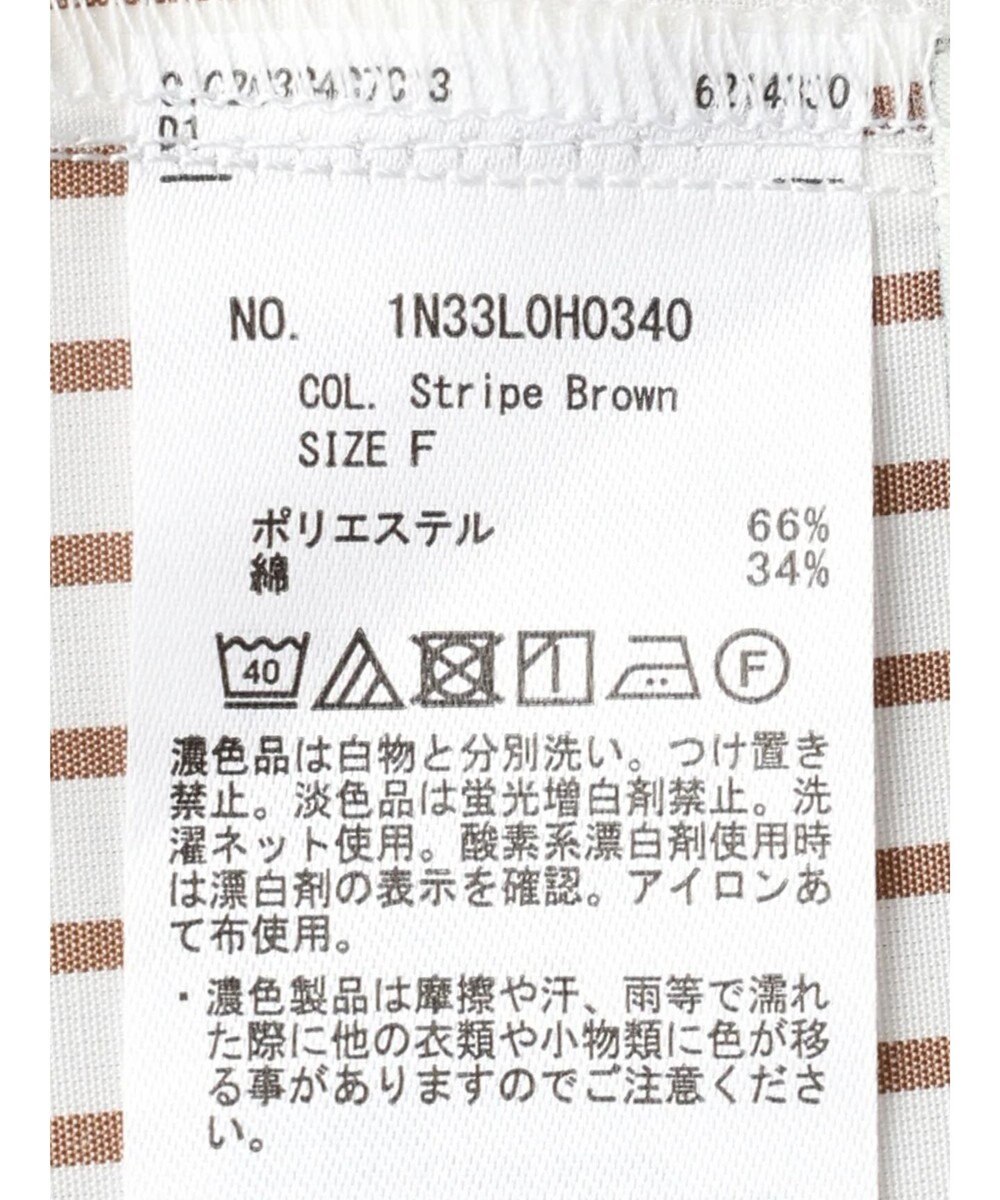 D1
NO. 1N33L0H0340
COL. Stripe Brown
SIZE F
ポリエステル 66%
綿 34%
40 F
濃色品は白物と分別洗い。つけ置き
禁止。淡色品は蛍光増白剤禁止。洗
濯ネット使用。酸素系漂白剤使用時
は漂白剤の表示を確認。アイロンあ
て布使用。
・濃色製品は摩擦や汗、雨等で濡れ
た際に他の衣類や小物類に色が移
る事がありますのでご注意くださ
い。